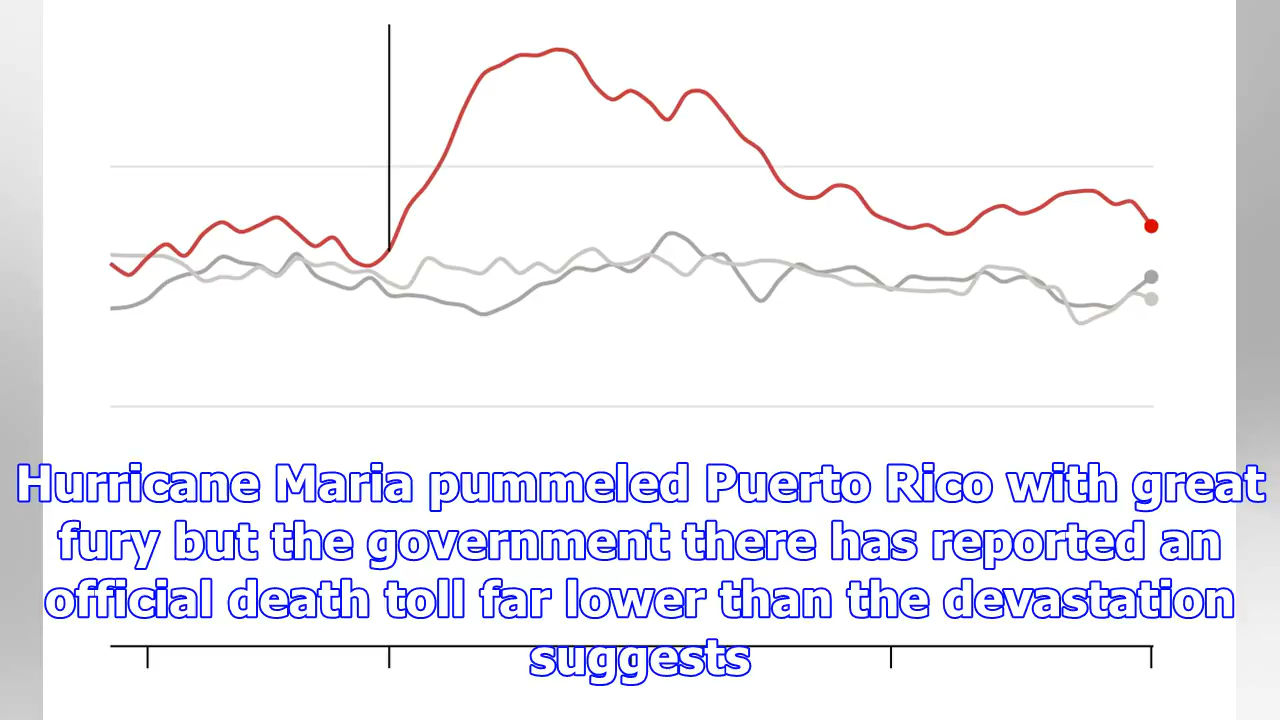 Hurricane Maria pummeled Puerto Rico with great
fury but the government there has reported an
official death toll far lower than the devastation
suggests